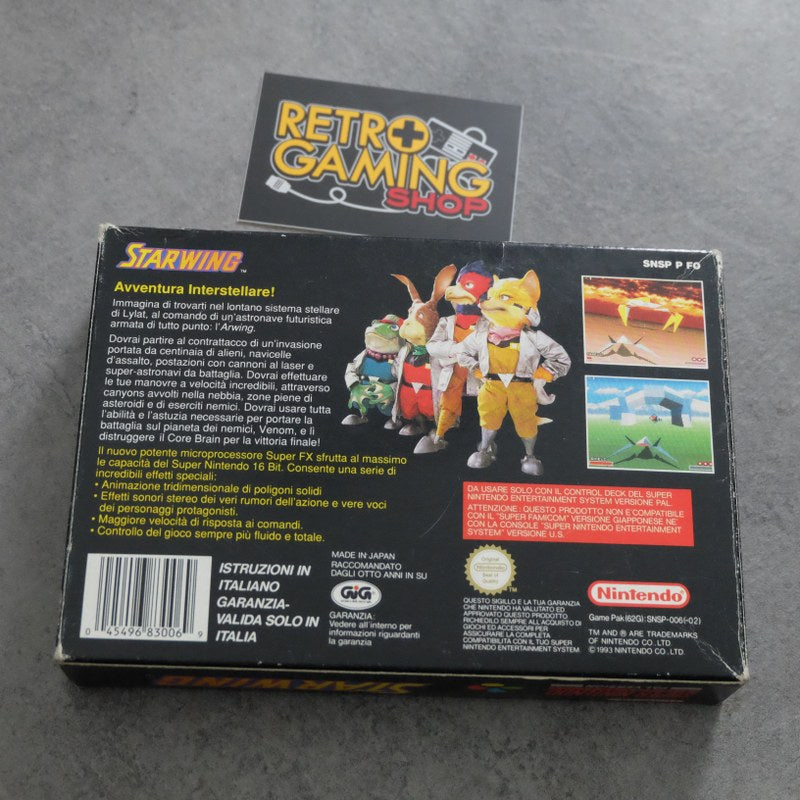 RETRO
GAMING
SHOP
STARWING™
SNSP P FO
Avventura Interstellare!
Immagina di trovarti nel lontano sistema stellare
di Lylat, al comando di un'astronave futuristica
armata di tutto punto: l'Arwing.
Dovrai partire al contrattacco di un'invasione
portata da centinaia di alieni, navicelle
d'assalto, postazioni con cannoni al laser e
super-astronavi da battaglia. Dovrai effettuare
le tue manovre a velocità incredibili, attraverso
canyons avvolti nella nebbia, zone piene di
asteroidi e di eserciti nemici. Dovrai usare tutta
l'abilità e l'astuzia necessarie per portare la
battaglia sul pianeta dei nemici, Venom, e lì
distruggere il Core Brain per la vittoria finale!
Il nuovo potente microprocessore Super FX sfrutta al massimo
le capacità del Super Nintendo 16 Bit. Consente una serie di
incredibili effetti speciali:
• Animazione tridimensionale di poligoni solidi
• Effetti sonori stereo dei veri rumori dell'azione e vere voci
dei personaggi protagonisti.
• Maggiore velocità di risposta ai comandi.
• Controllo del gioco sempre più fluido e totale.
DA USARE SOLO CON IL CONTROL DECK DEL SUPER
NINTENDO ENTERTAINMENT SYSTEM VERSIONE PAL.
ATTENZIONE: QUESTO PRODOTTO NON E' COMPATIBILE
CON IL "SUPER FAMICOM" VERSIONE GIAPPONESE NE
CON LA CONSOLE "SUPER NINTENDO ENTERTAINMENT
SYSTEM" VERSIONE U.S.
0 45496 83006 9
ISTRUZIONI IN
ITALIANO
GARANZIA-
VALIDA SOLO IN
ITALIA
MADE IN JAPAN
RACCOMANDATO
DAGLI OTTO ANNI IN SU
GiG
GARANZIA:
Vedere all'interno per
informazioni riguardanti
la garanzia
Original
Nintendo
Seal of
Quality
TM
QUESTO SIGILLO E LA TUA GARANZIA
CHE NINTENDO HA VALUTATO ED
APPROVATO QUESTO PRODOTTO.
RICHIEDILO SEMPRE ALL'ACQUISTO DI
GIOCHI ED ACCESSORI PER
ASSICURARE LA COMPLETA
COMPATIBILITA CON IL TUO SUPER
NINTENDO ENTERTAINMENT SYSTEM
Nintendo®
Game Pak(62G): SNSP-006(-02)
TM AND ® ARE TRADEMARKS
OF NINTENDO CO., LTD.
© 1993 NINTENDO CO., LTD.
STARWING